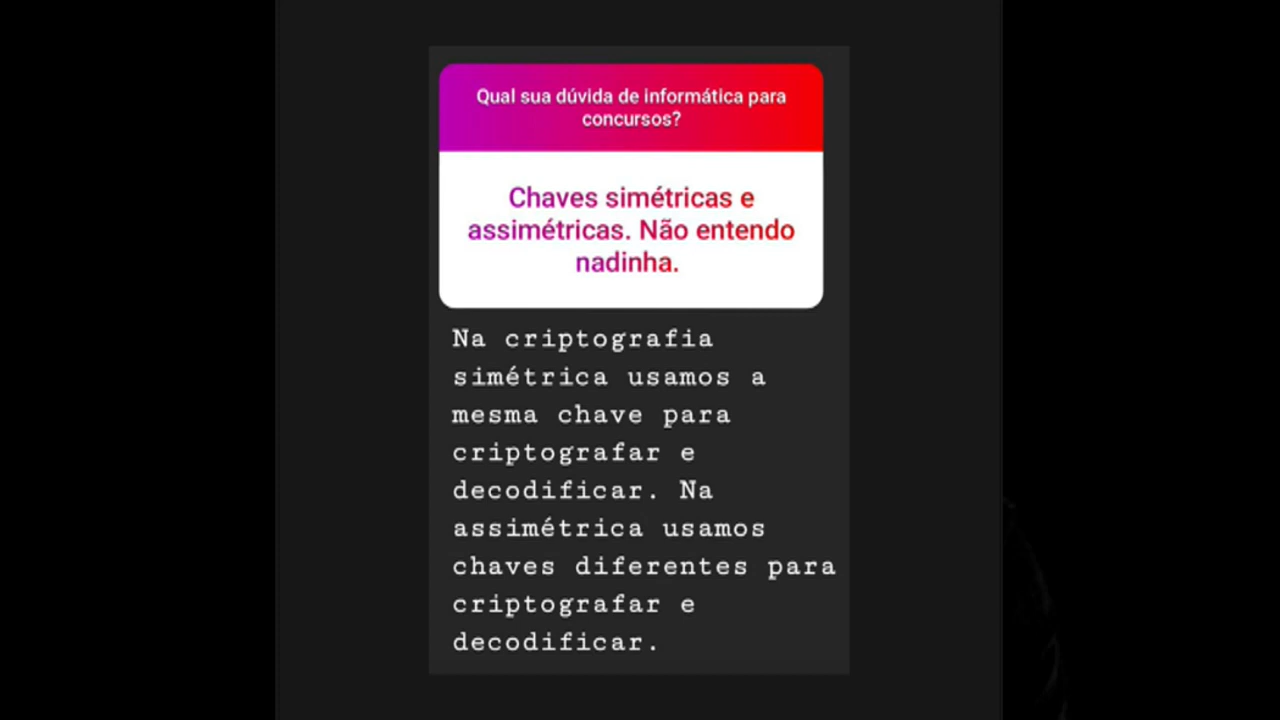 Qual sua dúvida de informática para
concursos?
Chaves simétricas e
assimétricas. Não entendo
nadinha.
Na criptografia
simétrica usamos a
mesma chave para
criptografar e
decodificar. Na
assimétrica usamos
chaves diferentes para
criptografar e
decodificar.